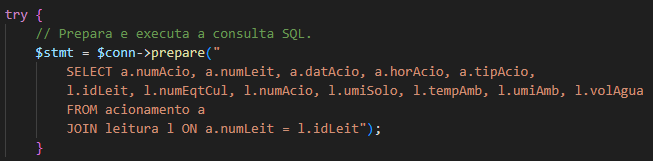 try {
// Prepara e executa a consulta SQL.
$stmt = $conn->prepare("
SELECT a.numAcio, a.numLeit, a.datAcio, a.horAcio, a.tipAcio,
l.idLeit, l.numEqtCul, l.numAcio, l.umiSolo, l.tempAmb, l.umiAmb, l.volAgua
FROM acionamento a
JOIN leitura l ON a.numLeit = l.idLeit");
}